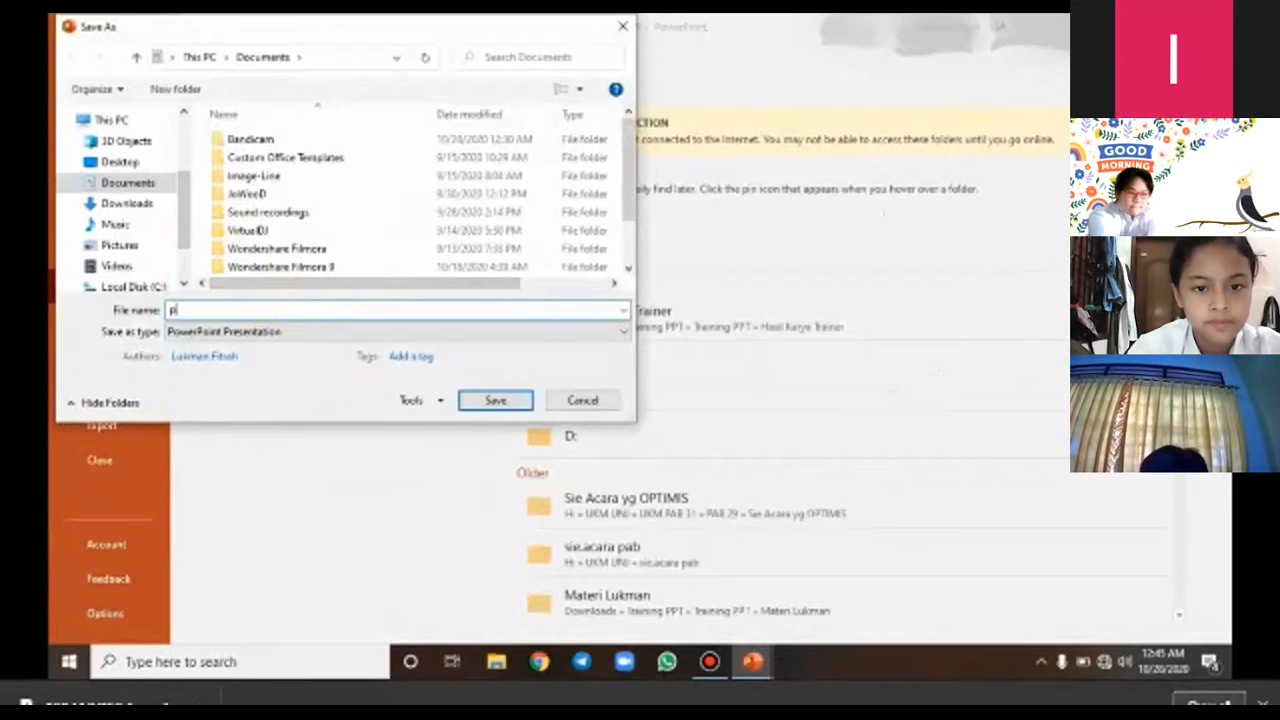 Save As
PowerPoint
This PC > Documents >
Search Documents
Organize
New folder
Name
Date modified
Type
This PC
3D Objects
Desktop
Documents
Downloads
Music
Pictures
Videos
Local Disk (C:)
Bandicam 10/28/2020 12:30 AM File folder
Custom Office Templates 9/15/2020 10:29 AM File folder
Image-Line 9/15/2020 8:04 AM File folder
9/30/2020 12:12 PM File folder
Sound recordings 9/28/2020 2:14 PM File folder
VirtualDJ 9/14/2020 5:30 PM File folder
Wondershare Filmora 9/13/2020 7:33 PM File folder
Wondershare Filmora 9 10/18/2020 4:39 AM File folder
File name: p
Save as type: PowerPoint Presentation
Authors: Lukman Fitrah
Tags: Add a tag
Hide Folders
Tools
Save
Cancel
CTION
connected to the internet. You may not be able to access these folders until you go online.
ily find later. Click the pin icon that appears when you hover over a folder.
Trainer
ning PPT » Training PPT » Hasil Karya Trainer
D:
Older
Sie Acara yg OPTIMIS
H: » UKM UNI » UKM PAB 31 » PAB 29 » Sie Acara yg OPTIMIS
sie.acara pab
H: » UKM UNI » sie.acara pab
Materi Lukman
Downloads » Training PPT » Training PPT » Materi Lukman
Export
Close
Account
Feedback
Options
Type here to search
12:45 AM
10/28/2020
I
GOOD
MORNING